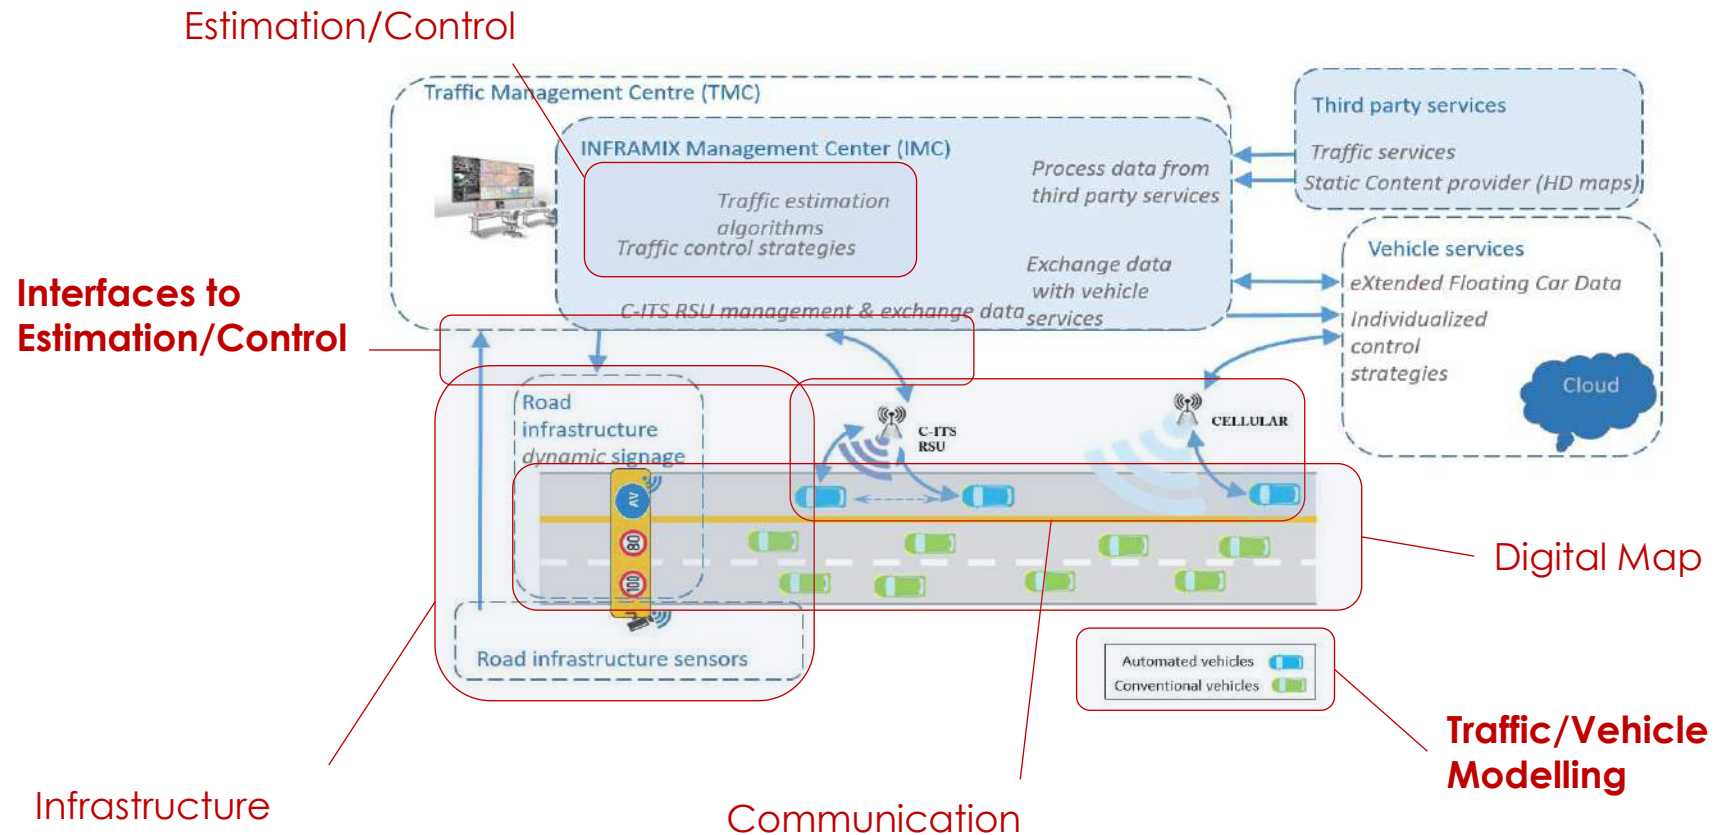 Estimation/Control
Traffic Management Centre (TMC)
INFRAMIX Management Center (IMC)
Traffic estimation
algorithms
Traffic control strategies
C-ITS RSU management & exchange data
Process data from
third party services
Exchange data
with vehicle
services
Third party services
Traffic services
Static Content provider (HD maps)
Vehicle services
eXtended Floating Car Data
Individualized
control
strategies
Cloud
Interfaces to
Estimation/Control
Road
infrastructure
dynamic signage
C-ITS
RSU
CELLULAR
AV
80
100
Road infrastructure sensors
Digital Map
Automated vehicles
Conventional vehicles
Traffic/Vehicle
Modelling
Infrastructure
Communication